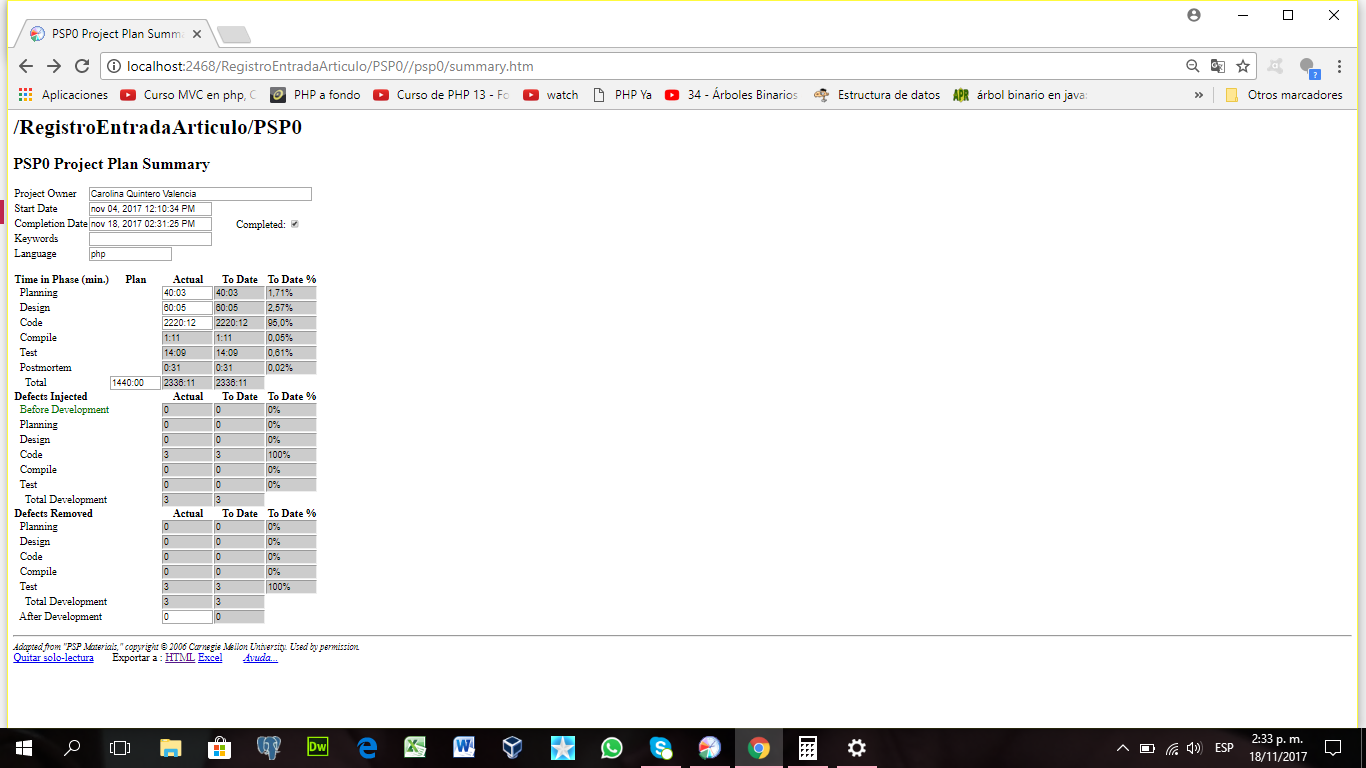 PSP0 Project Plan Summa
localhost:2468/RegistroEntradaArticulo/PSP0//psp0/summary.htm
Aplicaciones Curso MVC en php, C PHP a fondo Curso de PHP 13 - Fo watch PHP Ya 34 - Árboles Binarios Estructura de datos árbol binario en java: » Otros marcadores
/RegistroEntradaArticulo/PSP0
PSP0 Project Plan Summary
Project Owner Carolina Quintero Valencia
Start Date nov 04, 2017 12:10:34 PM
Completion Date nov 18, 2017 02:31:25 PM Completed:
Keywords
Language php
Time in Phase (min.) Plan Actual To Date To Date %
Planning 40:03 40:03 1,71%
Design 60:05 60:05 2,57%
Code 2220:12 2220:12 95,0%
Compile 1:11 1:11 0,05%
Test 14:09 14:09 0,61%
Postmortem 0:31 0:31 0,02%
Total 1440:00 2336:11 2336:11
Defects Injected Actual To Date To Date %
Before Development 0 0 0%
Planning 0 0 0%
Design 0 0 0%
Code 3 3 100%
Compile 0 0 0%
Test 0 0 0%
Total Development 3 3
Defects Removed Actual To Date To Date %
Planning 0 0 0%
Design 0 0 0%
Code 0 0 0%
Compile 0 0 0%
Test 3 3 100%
Total Development 3 3
After Development 0 0
Adapted from "PSP Materials," copyright © 2006 Carnegie Mellon University. Used by permission.
Quitar solo-lectura Exportar a : HTML Excel Ayuda...
Dw ESP 2:33 p. m.
18/11/2017